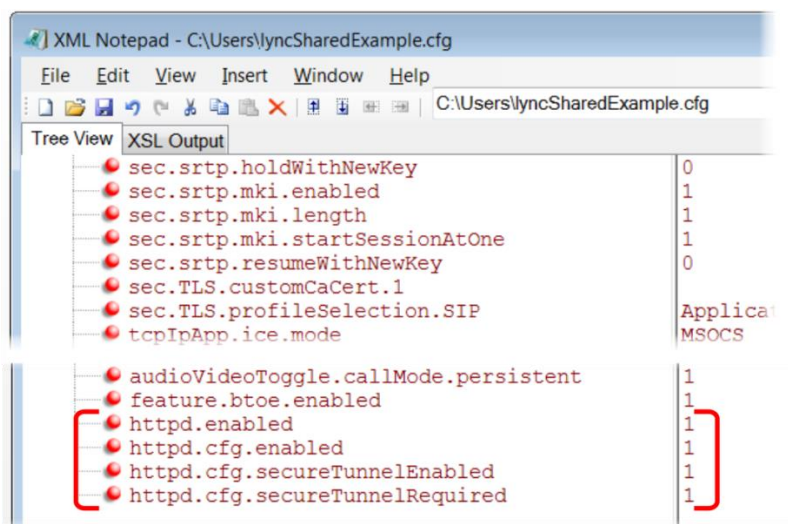 XML Notepad - C:\Users\lyncSharedExample.cfg
File Edit View Insert Window Help
C:\Users\lyncSharedExample.cfg
Tree View XSL Output
sec.srtp.holdWithNewKey 0
sec.srtp.mki.enabled 1
sec.srtp.mki.length 1
sec.srtp.mki.startSessionAtOne 1
sec.srtp.resumeWithNewKey 0
sec.TLS.customCaCert.1
sec.TLS.profileSelection.SIP Applica
tcpIpApp.ice.mode MSOCS
audioVideoToggle.callMode.persistent 1
feature.btoe.enabled 1
httpd.enabled 1
httpd.cfg.enabled 1
httpd.cfg.secureTunnelEnabled 1
httpd.cfg.secureTunnelRequired 1